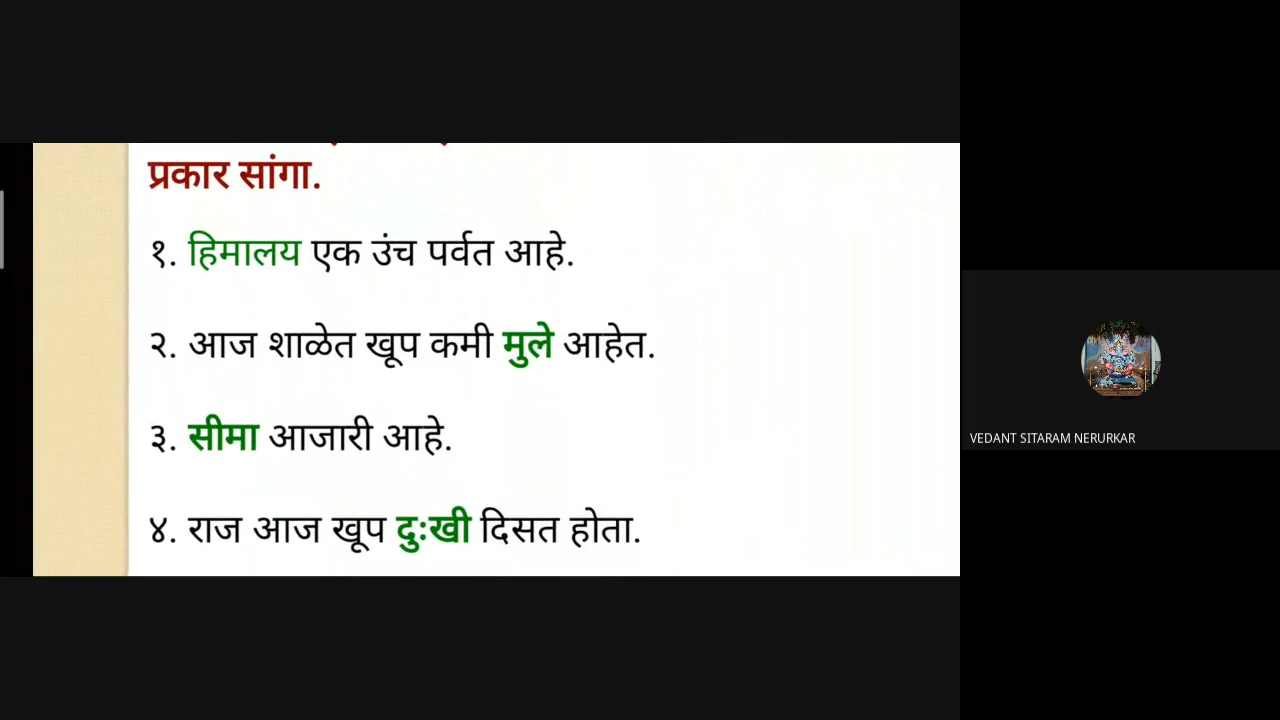 प्रकार सांगा.
१. हिमालय एक उंच पर्वत आहे.
२. आज शाळेत खूप कमी मुले आहेत.
३. सीमा आजारी आहे.
४. राज आज खूप दुःखी दिसत होता.
VEDANT SITARAM NERURKAR